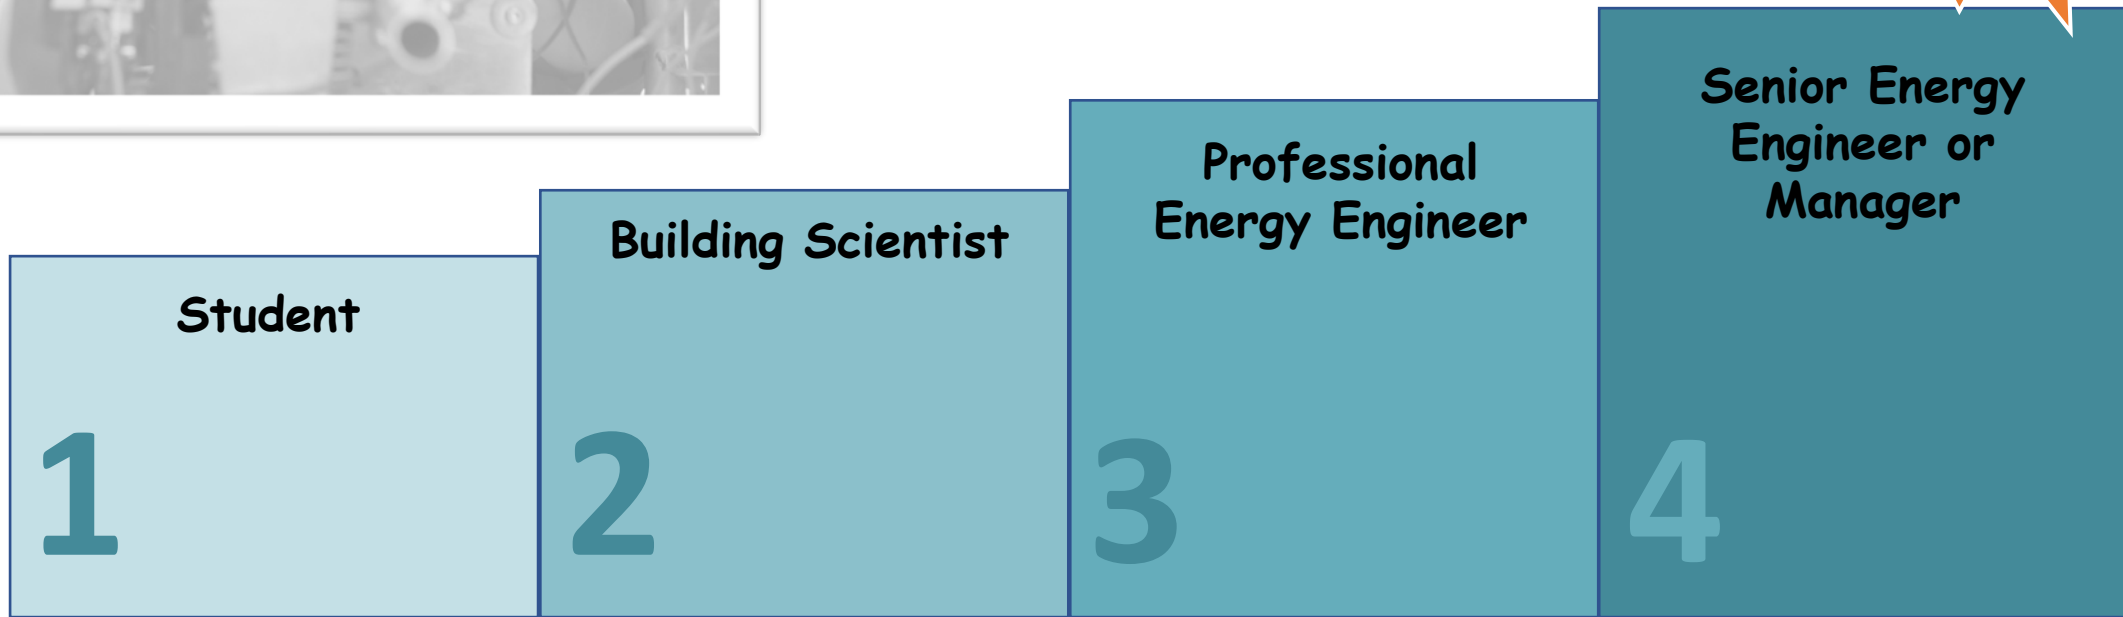 Student
1
Building Scientist
2
Professional
Energy Engineer
3
Senior Energy
Engineer or
Manager
4